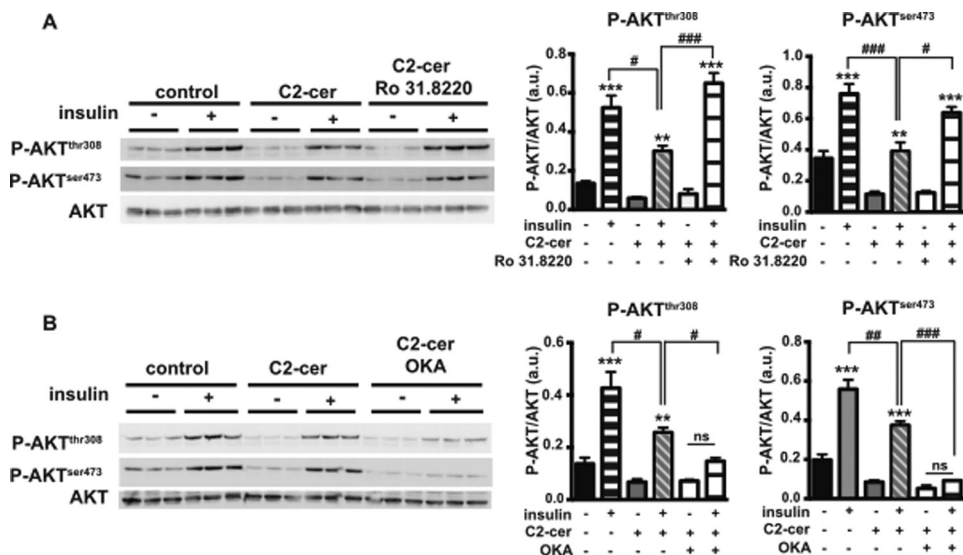 A
control C2-cer C2-cer
Ro 31.8220
insulin - + - + - +
P-AKTthr308
P-AKTser473
AKT
P-AKTthr308
P-AKT/AKT (a.u.)
0.8
0.6
0.4
0.2
0.0
*** ** ***
# ###
insulin - + - + - +
C2-cer - - + + + +
Ro 31.8220 - - - - + +
P-AKTser473
P-AKT/AKT (a.u.)
1.0
0.8
0.6
0.4
0.2
0.0
*** ** ***
### #
insulin - + - + - +
C2-cer - - + + + +
Ro 31.8220 - - - - + +
B
control C2-cer C2-cer
OKA
insulin - + - + - +
P-AKTthr308
P-AKTser473
AKT
P-AKTthr308
P-AKT/AKT (a.u.)
0.6
0.4
0.2
0.0
*** ** ns
# #
insulin - + - + - +
C2-cer - - + + + +
OKA - - - - + +
P-AKTser473
P-AKT/AKT (a.u.)
0.8
0.6
0.4
0.2
0.0
*** *** ns
## ###
insulin - + - + - +
C2-cer - - + + + +
OKA - - - - + +